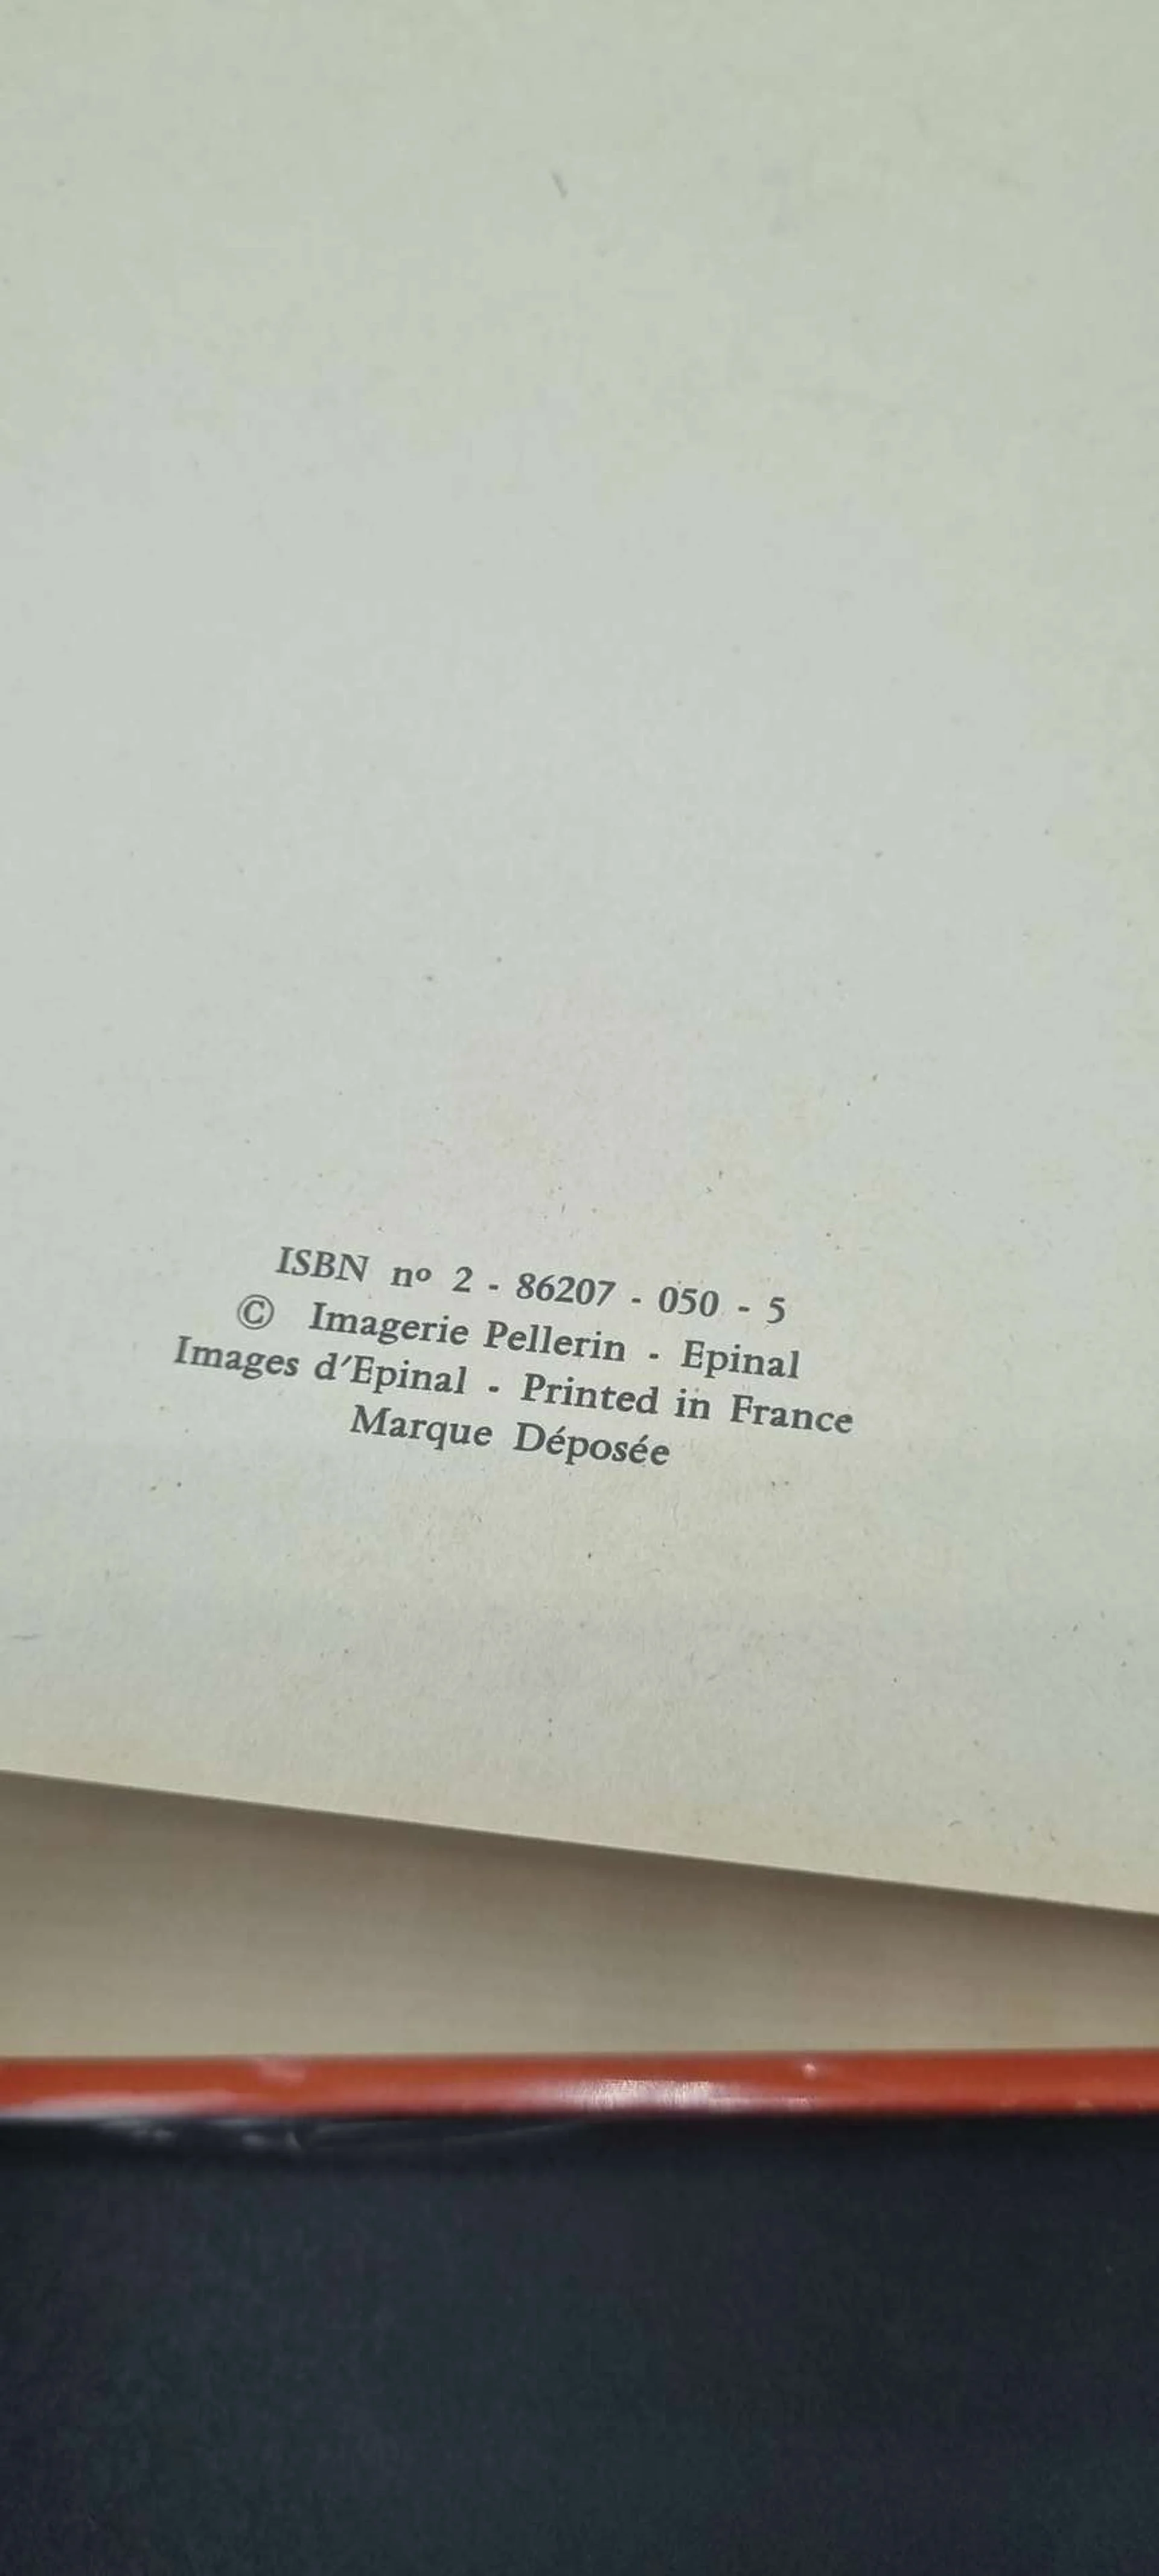 ISBN nº 2 - 86207 - 050 - 5
© Imagerie Pellerin - Epinal
Images d'Epinal - Printed in France
Marque Déposée